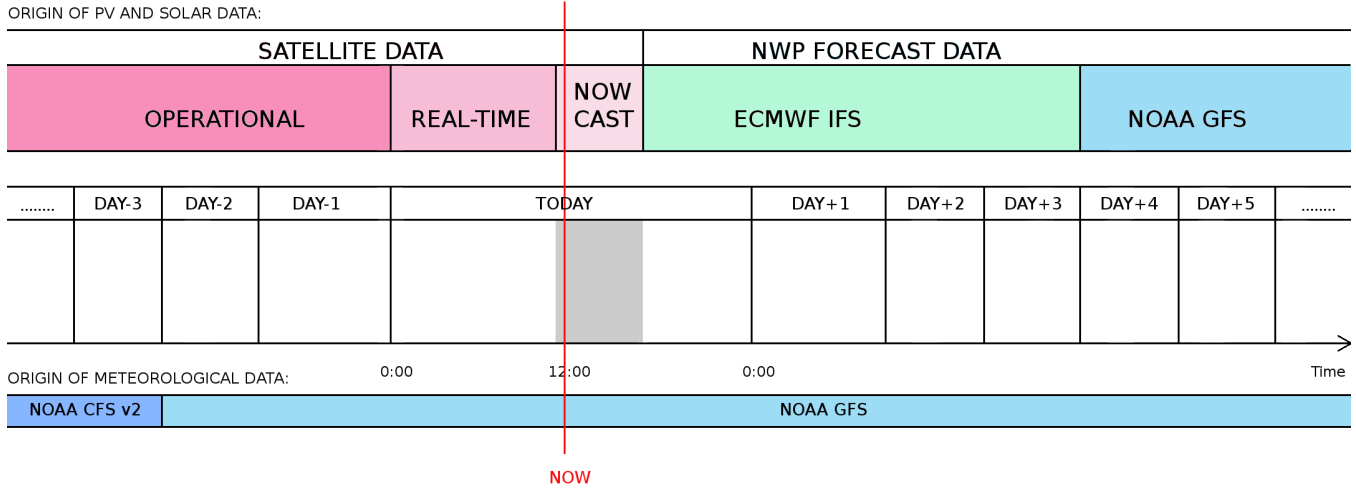 ORIGIN OF PV AND SOLAR DATA:
SATELLITE DATA NWP FORECAST DATA
OPERATIONAL REAL-TIME NOW CAST ECMWF IFS NOAA GFS
........ DAY-3 DAY-2 DAY-1 TODAY DAY+1 DAY+2 DAY+3 DAY+4 DAY+5 ........
0:00 12:00 0:00 Time
ORIGIN OF METEOROLOGICAL DATA:
NOAA CFS v2 NOAA GFS
NOW